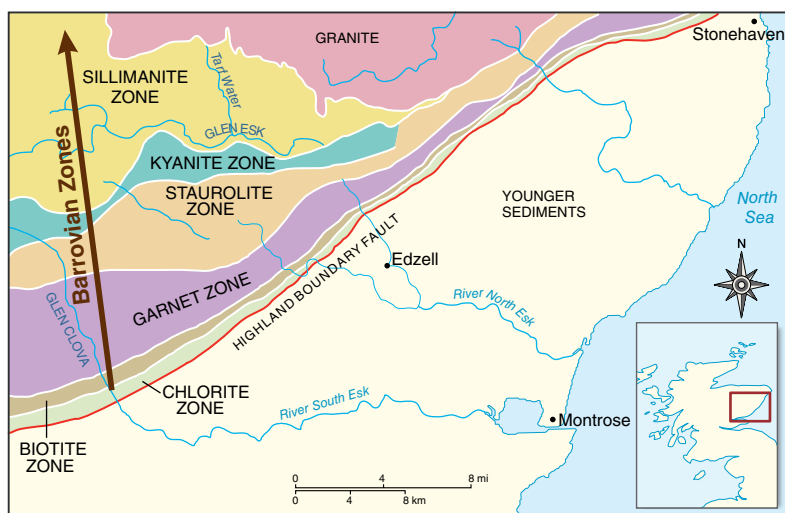 GRANITE
Stonehaven
SILLIMANITE
ZONE
Tarf Water
GLEN ESK
KYANITE ZONE
STAUROLITE
ZONE
Barrovian Zones
YOUNGER
SEDIMENTS
North
Sea
N
Edzell
HIGHLAND BOUNDARY FAULT
GARNET ZONE
GLEN CLOVA
River North Esk
CHLORITE
ZONE
River South Esk
Montrose
BIOTITE
ZONE
0 4 8 mi
0 4 8 km